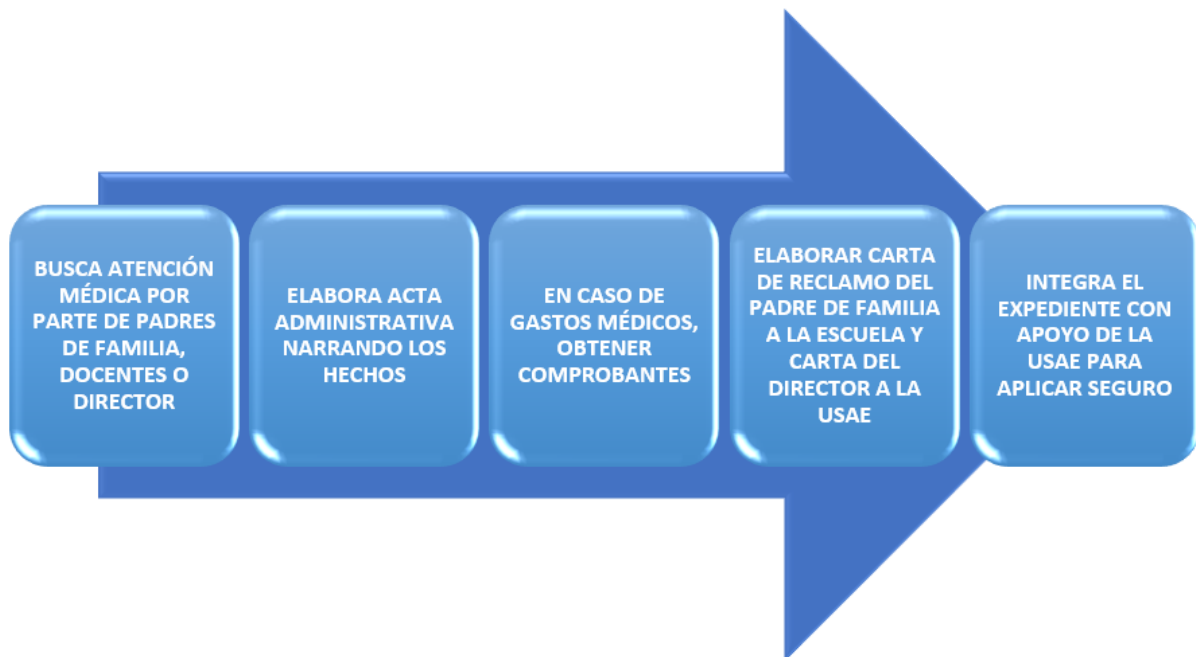 BUSCA ATENCIÓN
MÉDICA POR
PARTE DE PADRES
DE FAMILIA,
DOCENTES O
DIRECTOR
ELABORA ACTA
ADMINISTRATIVA
NARRANDO LOS
HECHOS
EN CASO DE
GASTOS MÉDICOS,
OBTENER
COMPROBANTES
ELABORAR CARTA
DE RECLAMO DEL
PADRE DE FAMILIA
A LA ESCUELA Y
CARTA DEL
DIRECTOR A LA
USAE
INTEGRA EL
EXPEDIENTE CON
APOYO DE LA
USAE PARA
APLICAR SEGURO